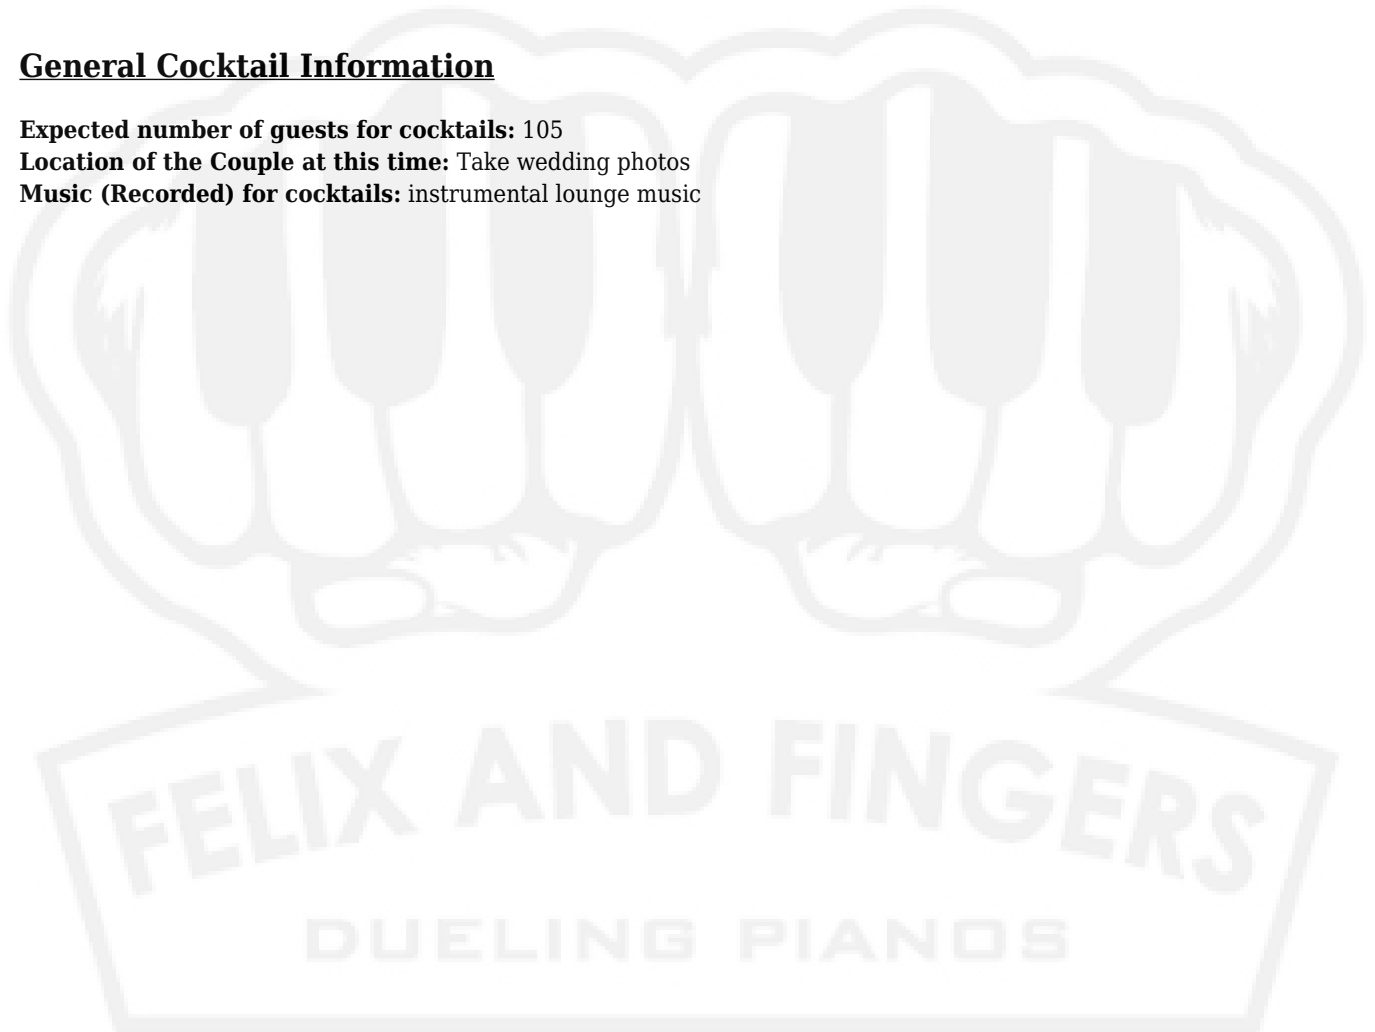 General Cocktail Information
Expected number of guests for cocktails: 105
Location of the Couple at this time: Take wedding photos
Music (Recorded) for cocktails: instrumental lounge music
FELIX AND FINGERS
DUELING PIANOS